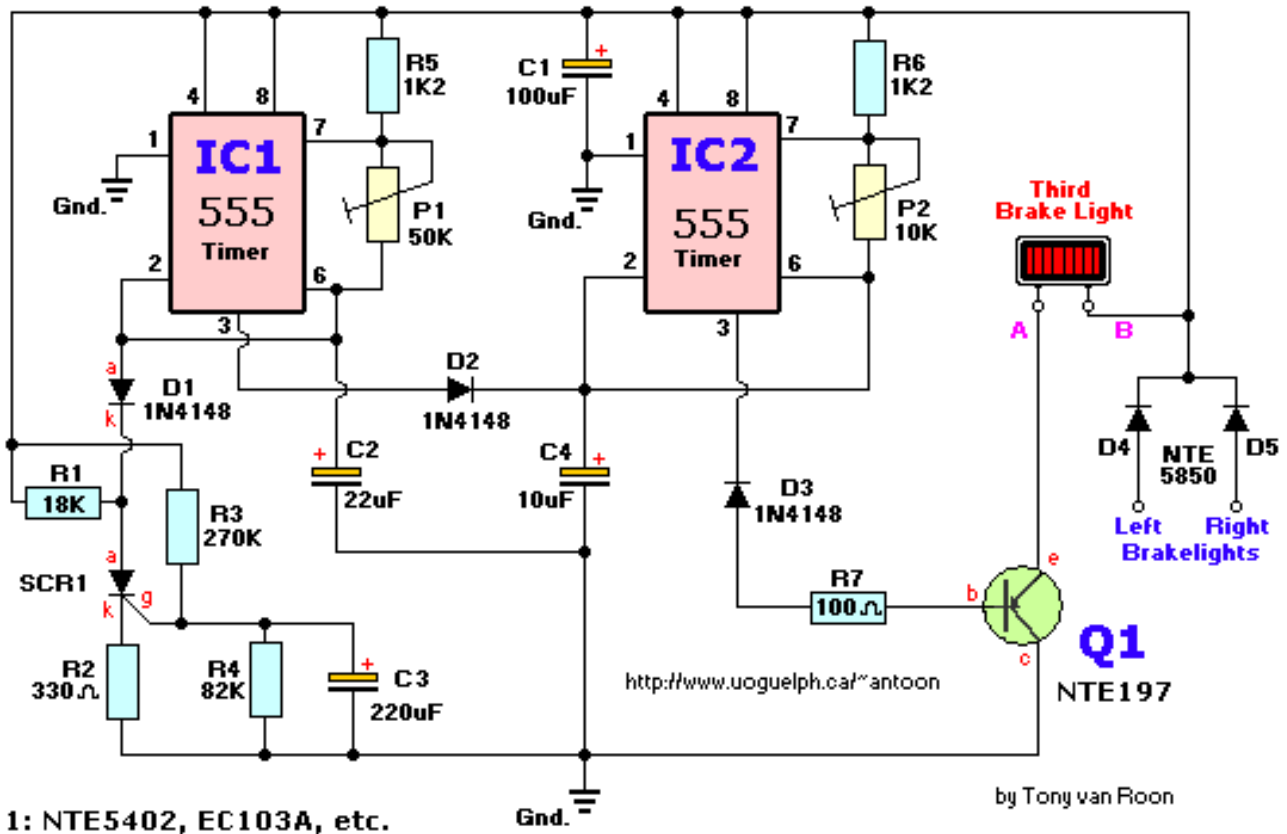 4
8
R5
1K2
C1
+
100uF
4
8
R6
1K2
1
7
IC1
555
Timer
Gnd.
P1
50K
2
6
3
1
7
IC2
555
Timer
Gnd.
P2
10K
2
6
3
Third
Brake Light
A
B
a
D1
1N4148
k
D2
1N4148
C2
+
22uF
C4
+
10uF
D3
1N4148
D4
NTE
5850
D5
Left
Right
Brakelights
R1
18K
R3
270K
a
SCR1
k
g
R2
330Ω
R4
82K
+
C3
220uF
R7
100Ω
b
e
c
Q1
NTE197
http://www.uoguelph.ca/~antoon
Gnd.
by Tony van Roon
1: NTE5402, EC103A, etc.